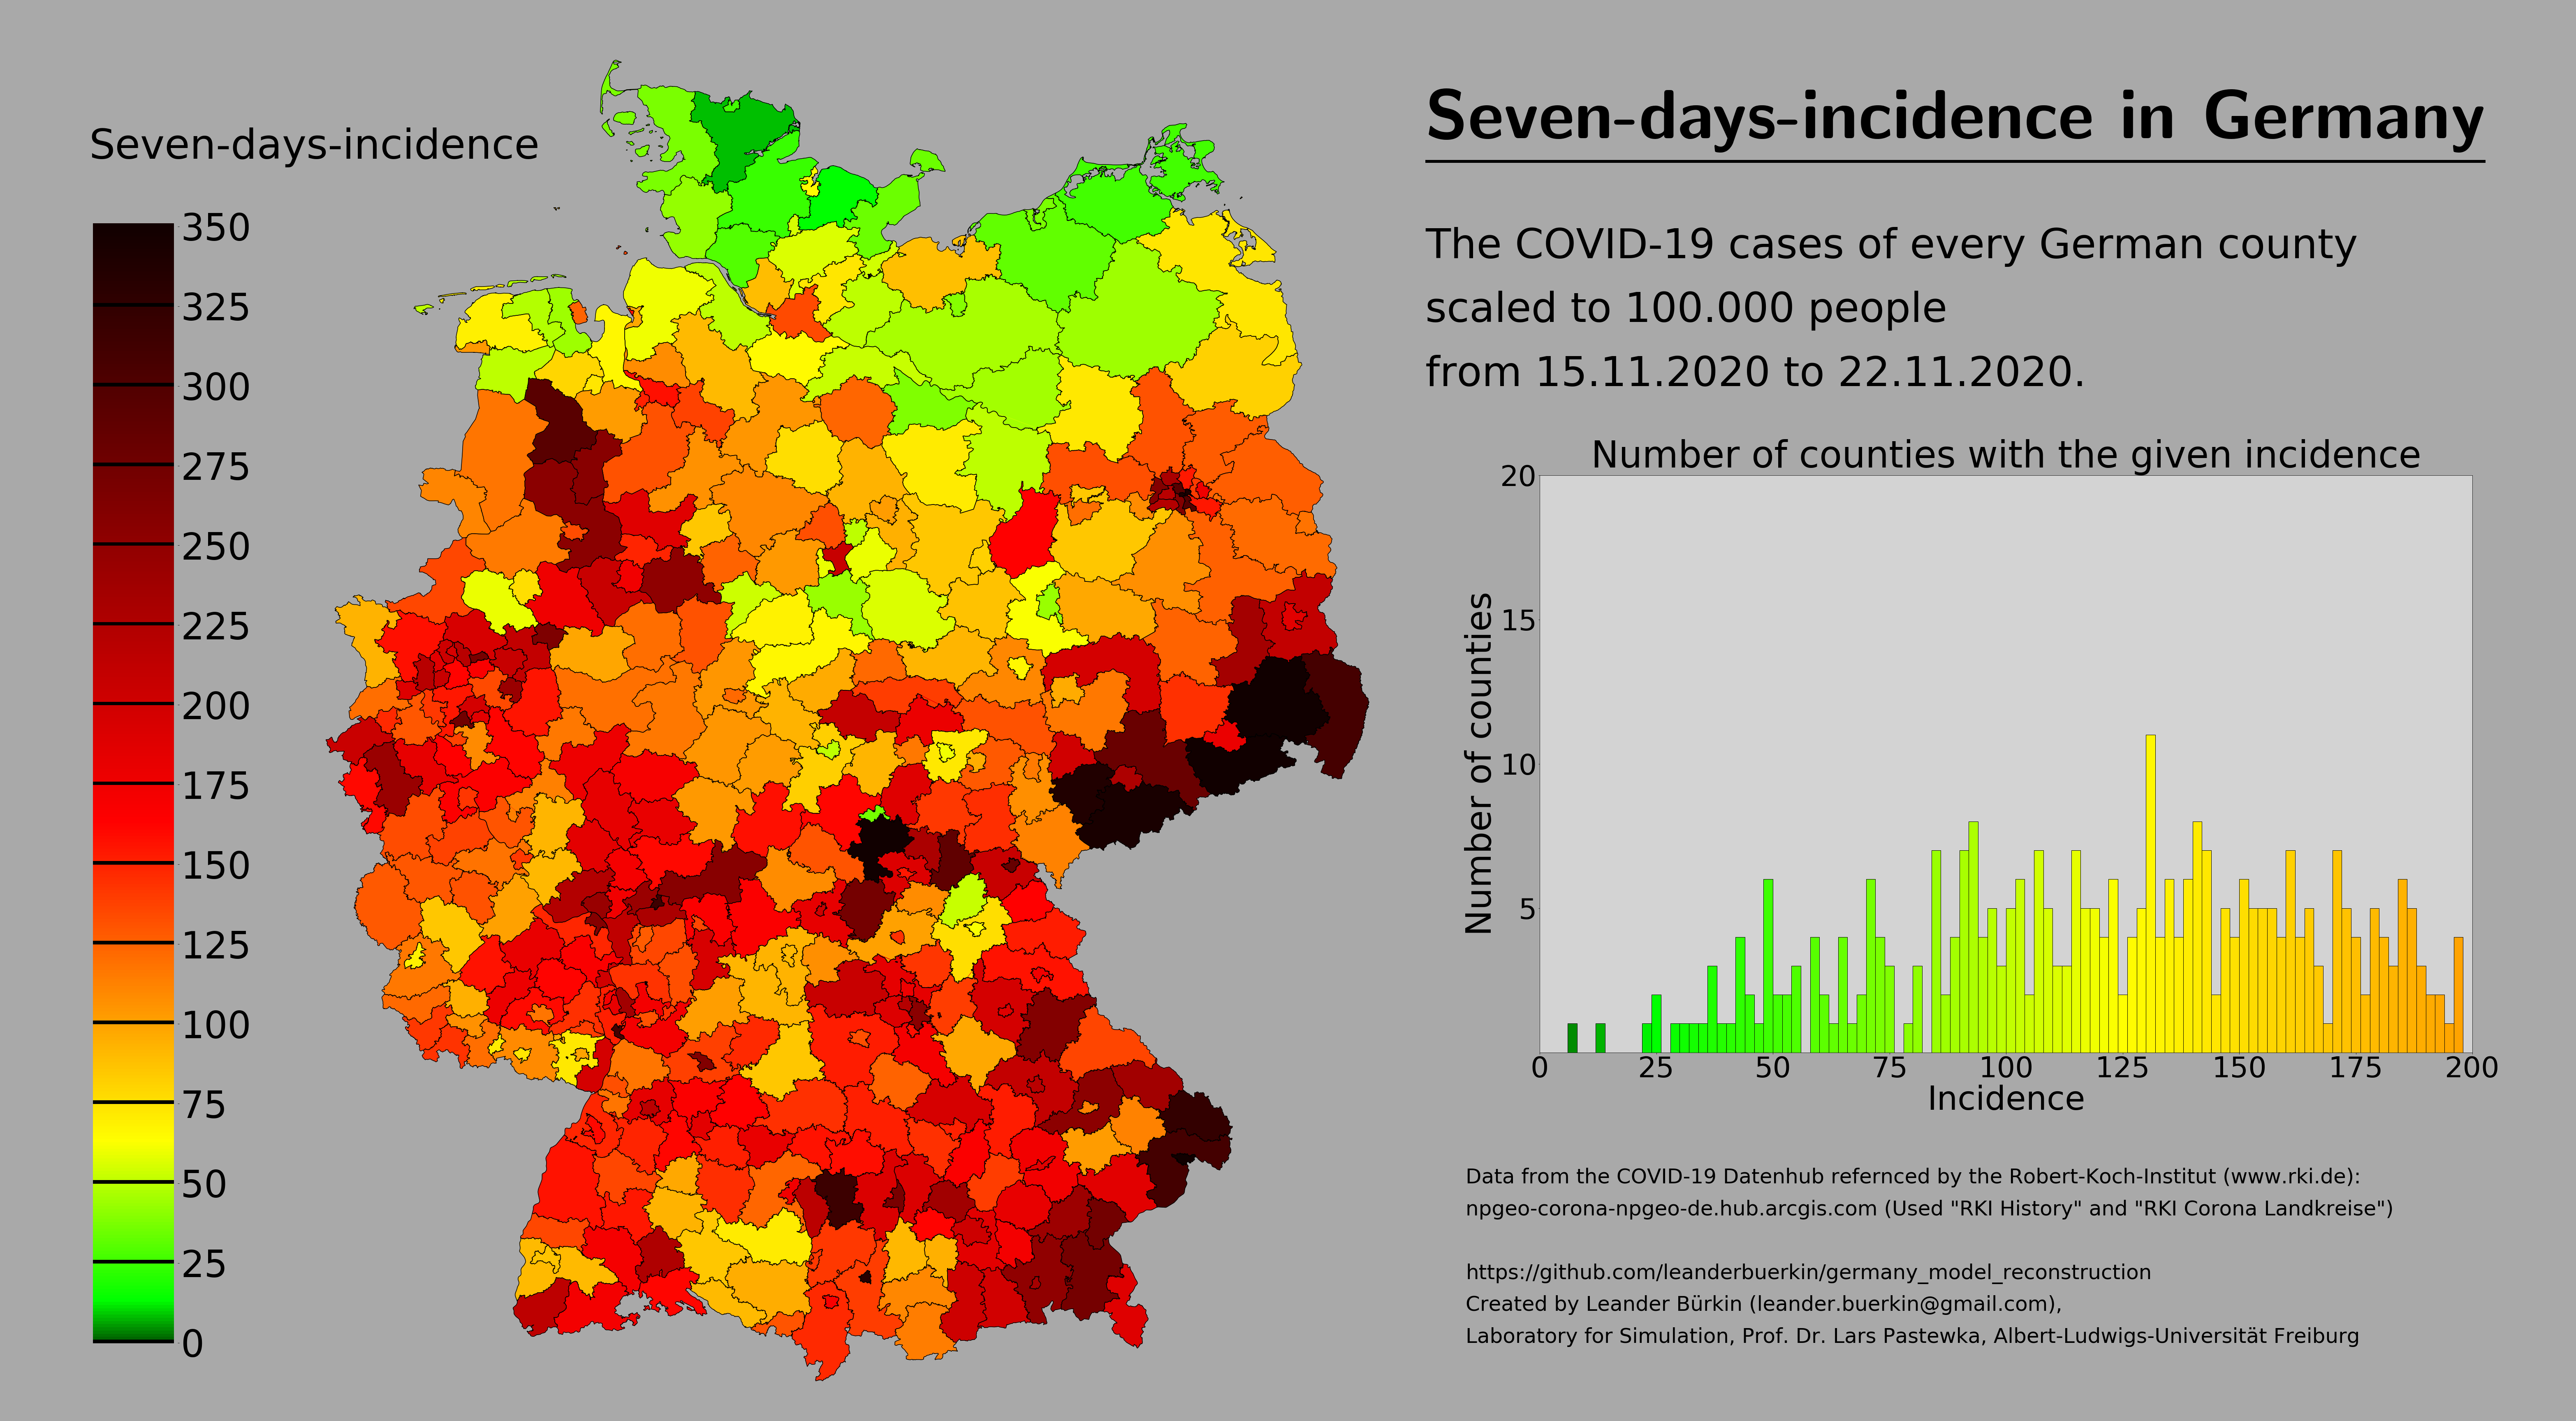 Seven-days-incidence in Germany
Seven-days-incidence
350
325
300
275
250
225
200
175
150
125
100
75
50
25
0
The COVID-19 cases of every German county
scaled to 100.000 people
from 15.11.2020 to 22.11.2020.
Number of counties with the given incidence
Number of counties
20
15
10
5
0 25 50 75 100 125 150 175 200
Incidence
Data from the COVID-19 Datenhub refernced by the Robert-Koch-Institut (www.rki.de):
npgeo-corona-npgeo-de.hub.arcgis.com (Used "RKI History" and "RKI Corona Landkreise")
https://github.com/leanderbuerkin/germany_model_reconstruction
Created by Leander Bürkin (leander.buerkin@gmail.com),
Laboratory for Simulation, Prof. Dr. Lars Pastewka, Albert-Ludwigs-Universität Freiburg